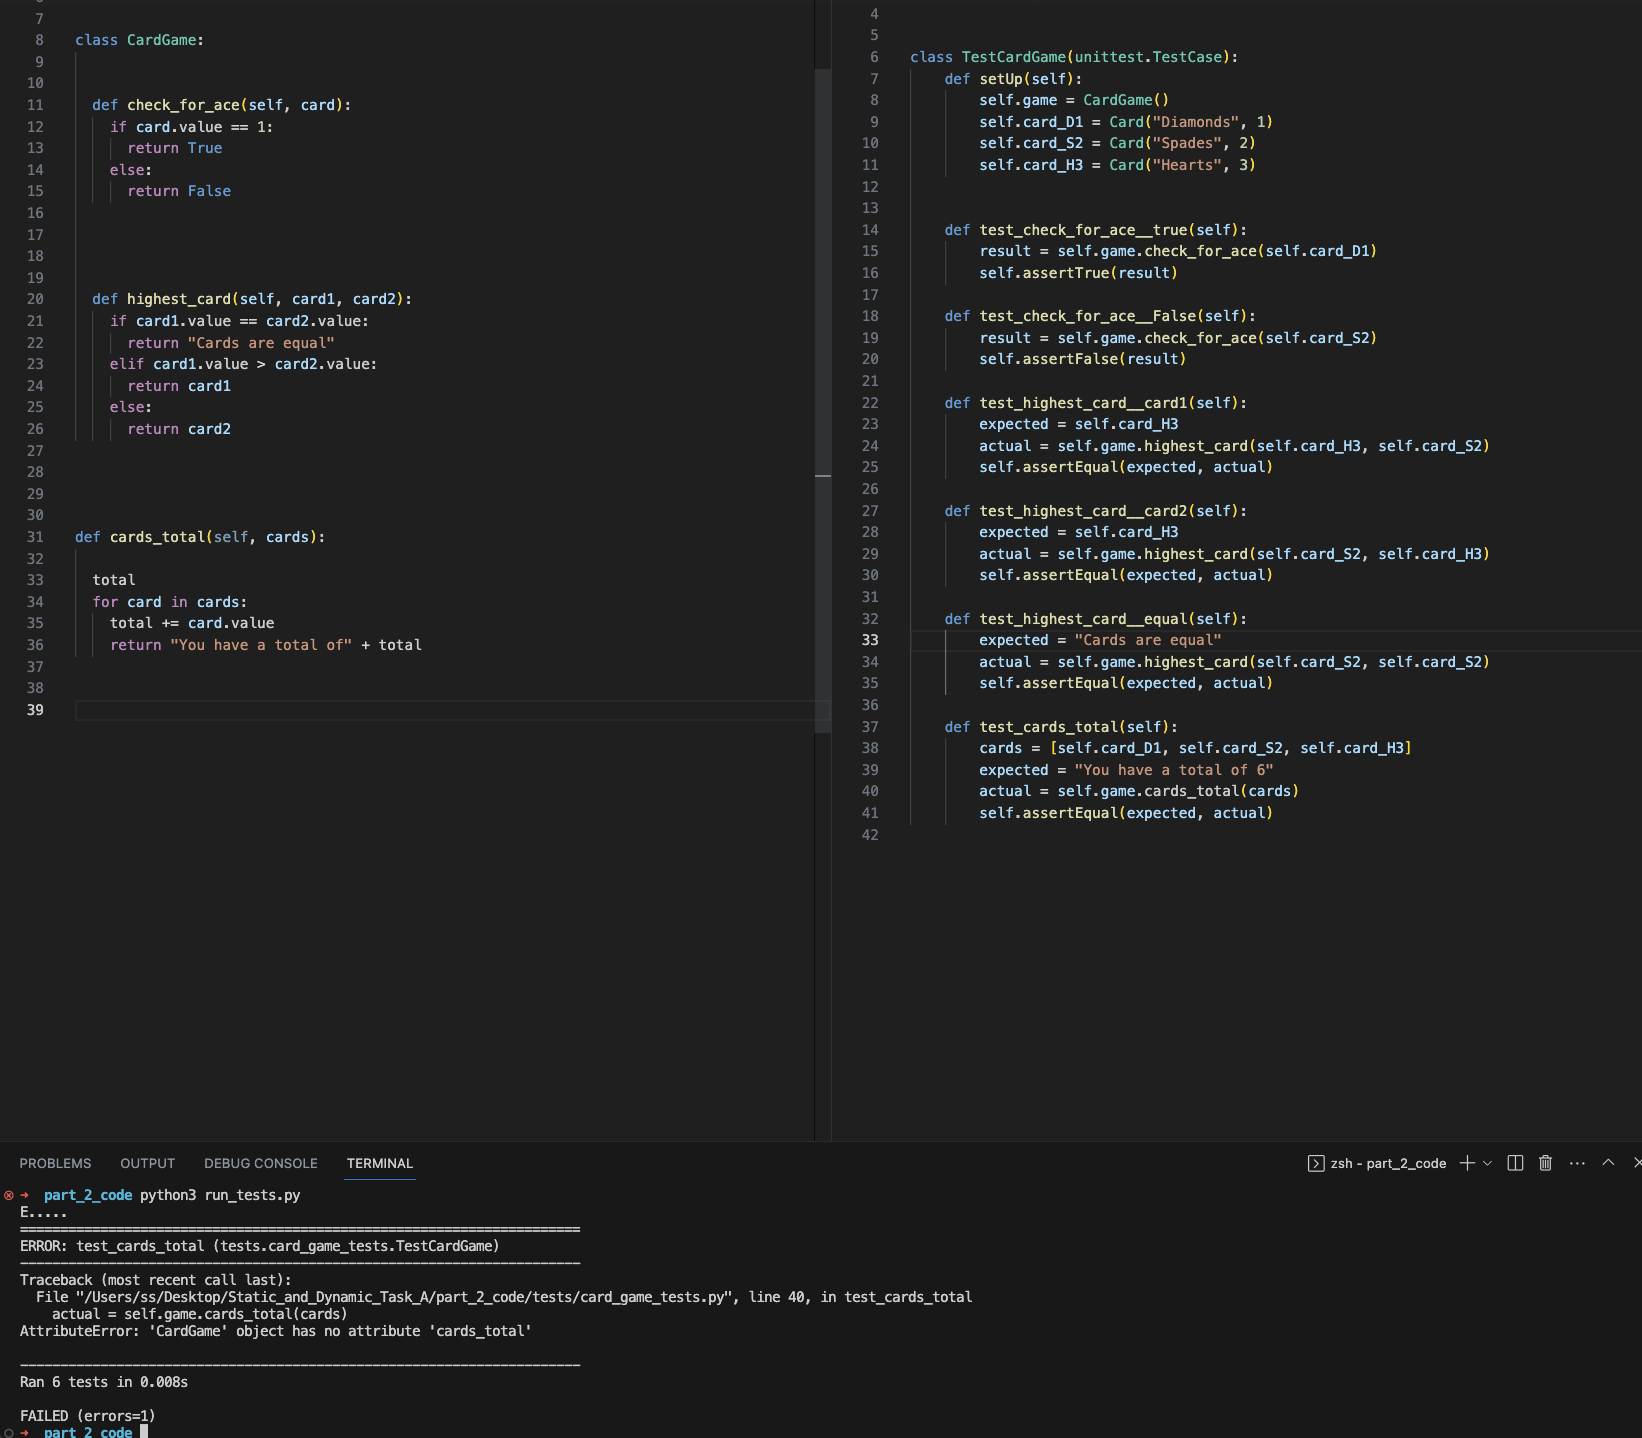 7
8 class CardGame:
9
10
11 def check_for_ace(self, card):
12 if card.value == 1:
13 return True
14 else:
15 return False
16
17
18
19
20 def highest_card(self, card1, card2):
21 if card1.value == card2.value:
22 return "Cards are equal"
23 elif card1.value > card2.value:
24 return card1
25 else:
26 return card2
27
28
29
30
31 def cards_total(self, cards):
32
33 total
34 for card in cards:
35 total += card.value
36 return "You have a total of" + total
37
38
39
4
5
6 class TestCardGame(unittest.TestCase):
7 def setUp(self):
8 self.game = CardGame()
9 self.card_D1 = Card("Diamonds", 1)
10 self.card_S2 = Card("Spades", 2)
11 self.card_H3 = Card("Hearts", 3)
12
13
14 def test_check_for_ace__true(self):
15 result = self.game.check_for_ace(self.card_D1)
16 self.assertTrue(result)
17
18 def test_check_for_ace__False(self):
19 result = self.game.check_for_ace(self.card_S2)
20 self.assertFalse(result)
21
22 def test_highest_card__card1(self):
23 expected = self.card_H3
24 actual = self.game.highest_card(self.card_H3, self.card_S2)
25 self.assertEqual(expected, actual)
26
27 def test_highest_card__card2(self):
28 expected = self.card_H3
29 actual = self.game.highest_card(self.card_S2, self.card_H3)
30 self.assertEqual(expected, actual)
31
32 def test_highest_card__equal(self):
33 expected = "Cards are equal"
34 actual = self.game.highest_card(self.card_S2, self.card_S2)
35 self.assertEqual(expected, actual)
36
37 def test_cards_total(self):
38 cards = [self.card_D1, self.card_S2, self.card_H3]
39 expected = "You have a total of 6"
40 actual = self.game.cards_total(cards)
41 self.assertEqual(expected, actual)
42
PROBLEMS OUTPUT DEBUG CONSOLE TERMINAL zsh - part_2_code
→ part_2_code python3 run_tests.py
E.....
======================================================================
ERROR: test_cards_total (tests.card_game_tests.TestCardGame)
----------------------------------------------------------------------
Traceback (most recent call last):
File "/Users/ss/Desktop/Static_and_Dynamic_Task_A/part_2_code/tests/card_game_tests.py", line 40, in test_cards_total
actual = self.game.cards_total(cards)
AttributeError: 'CardGame' object has no attribute 'cards_total'
----------------------------------------------------------------------
Ran 6 tests in 0.008s
FAILED (errors=1)
→ part_2_code